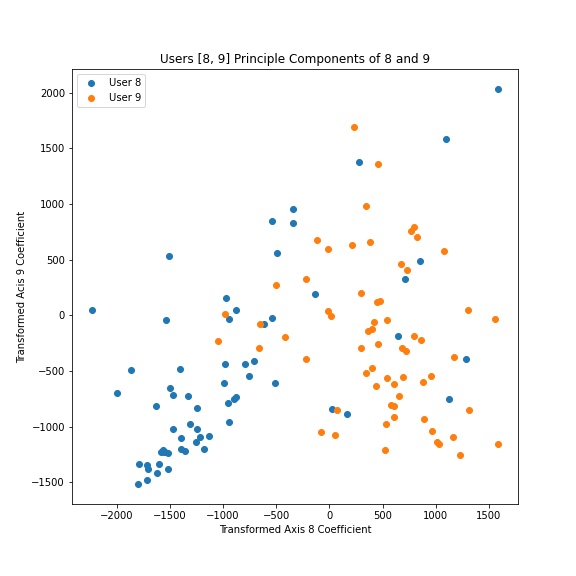 Users [8, 9] Principle Components of 8 and 9
User 8
User 9
2000
1500
1000
500
0
−500
−1000
−1500
Transformed Acis 9 Coefficient
−2000 −1500 −1000 −500 0 500 1000 1500
Transformed Axis 8 Coefficient